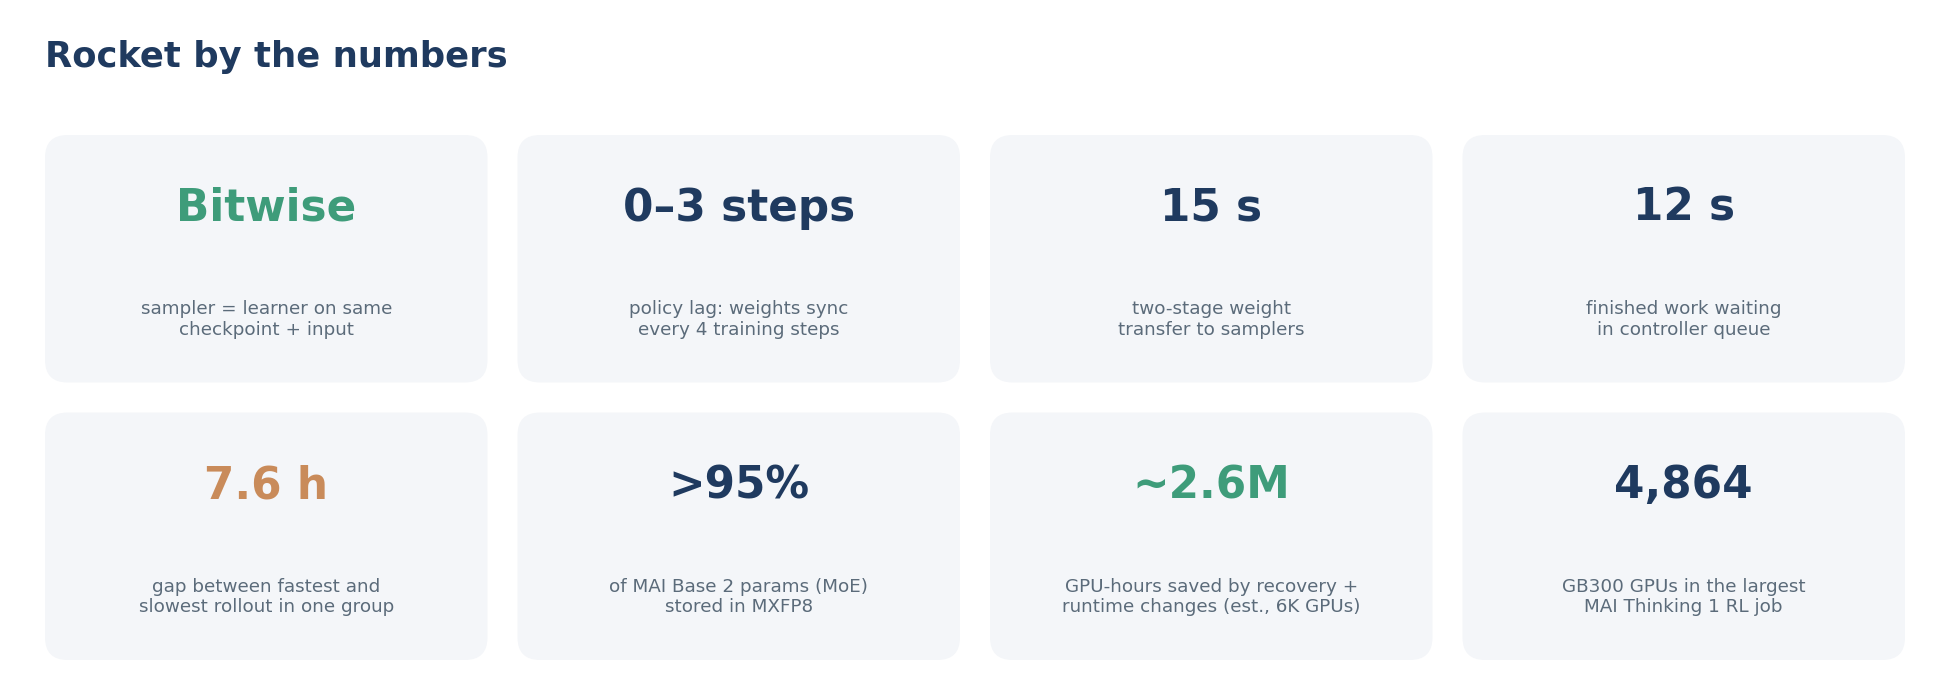 Rocket by the numbers
Bitwise
sampler = learner on same
checkpoint + input
0–3 steps
policy lag: weights sync
every 4 training steps
15 s
two-stage weight
transfer to samplers
12 s
finished work waiting
in controller queue
7.6 h
gap between fastest and
slowest rollout in one group
>95%
of MAI Base 2 params (MoE)
stored in MXFP8
~2.6M
GPU-hours saved by recovery +
runtime changes (est., 6K GPUs)
4,864
GB300 GPUs in the largest
MAI Thinking 1 RL job